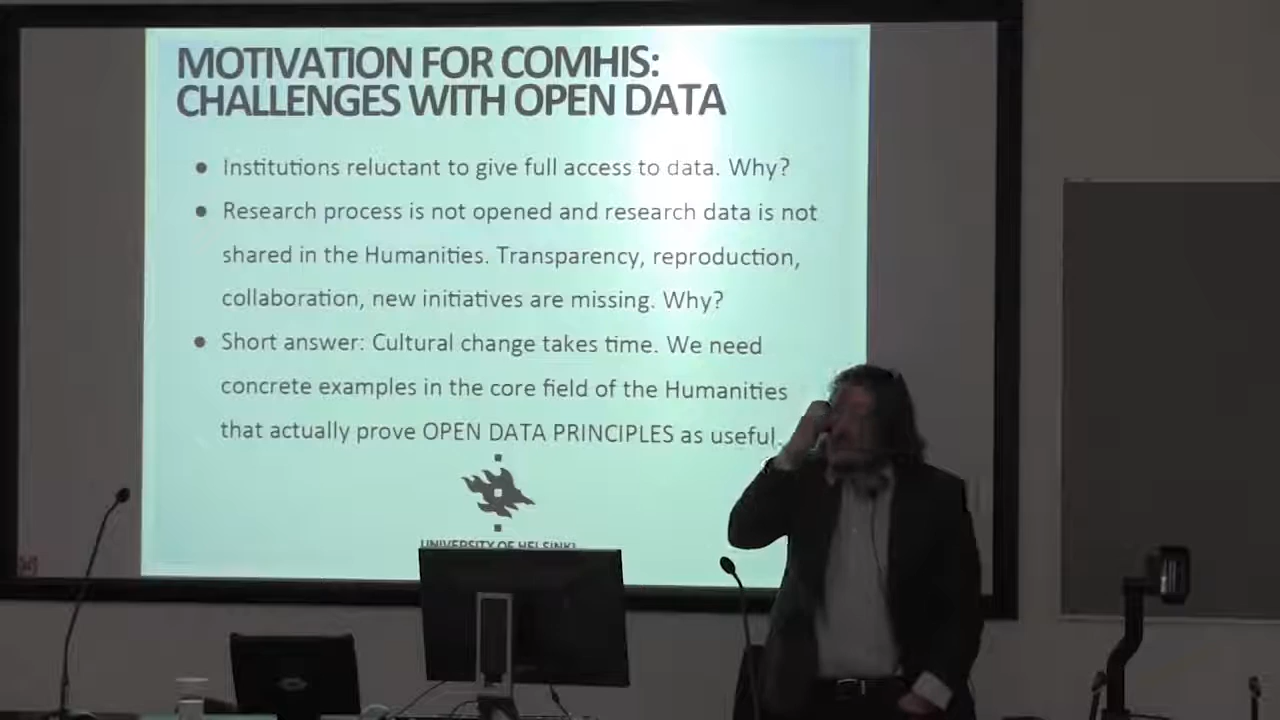 MOTIVATION FOR COMHIS:
CHALLENGES WITH OPEN DATA
● Institutions reluctant to give full access to data. Why?
● Research process is not opened and research data is not
shared in the Humanities. Transparency, reproduction,
collaboration, new initiatives are missing. Why?
● Short answer: Cultural change takes time. We need
concrete examples in the core field of the Humanities
that actually prove OPEN DATA PRINCIPLES as useful.
UNIVERSITY OF HELSINKI